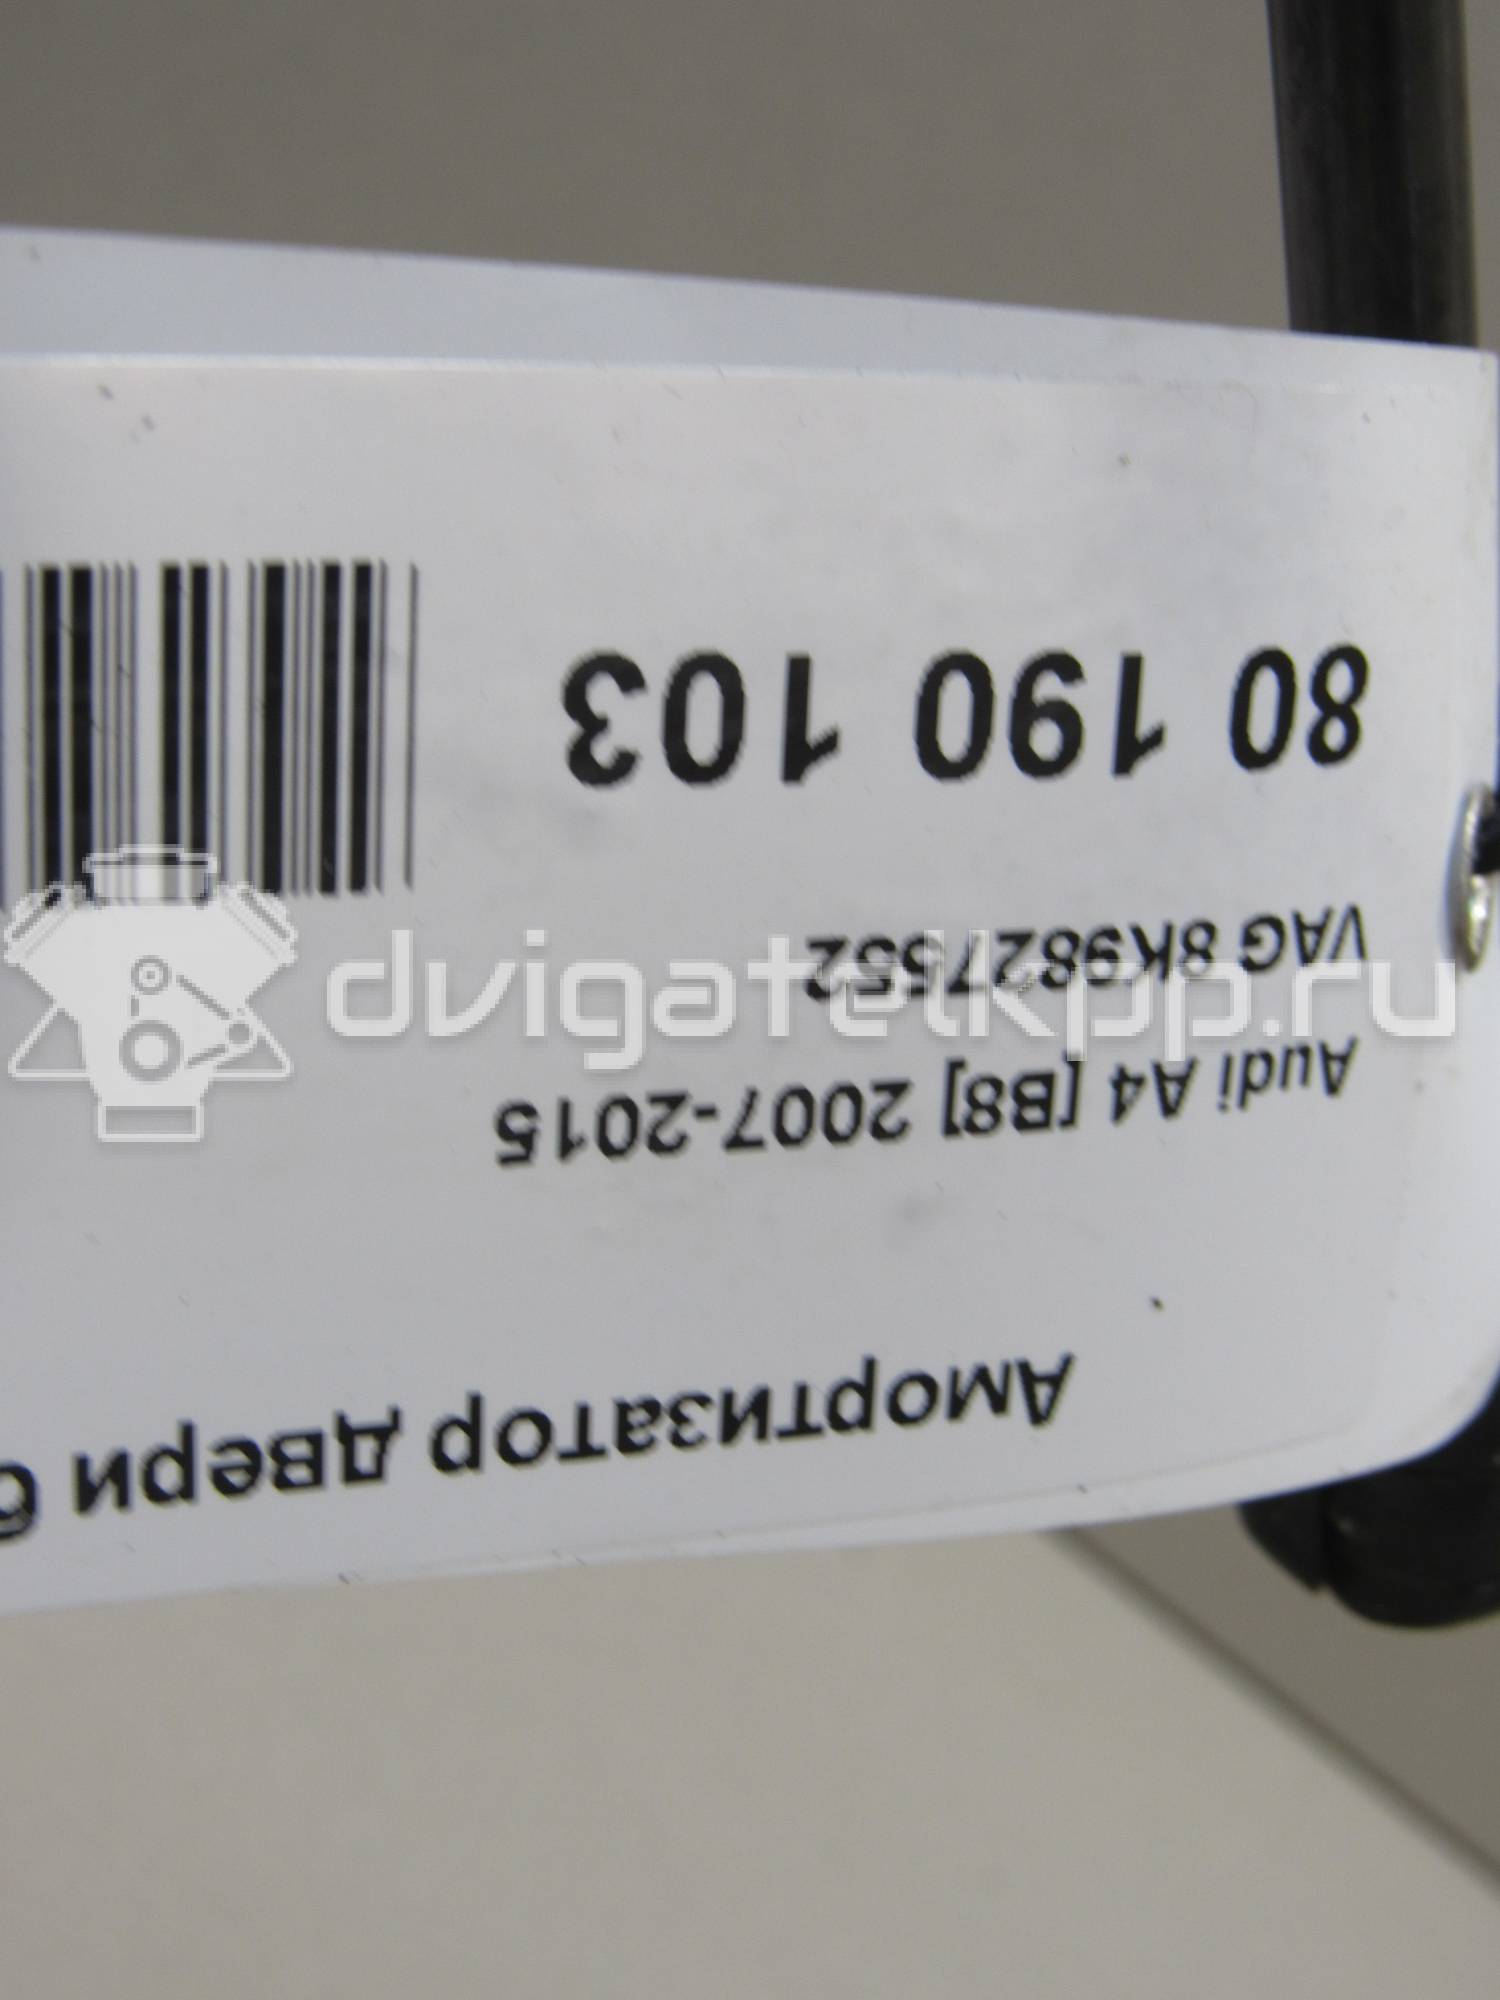 Амортизатор двери
Audi A4 [B8] 2007-2015
VAG 8K9827552
80 190 103
dvigatelkpp.ru